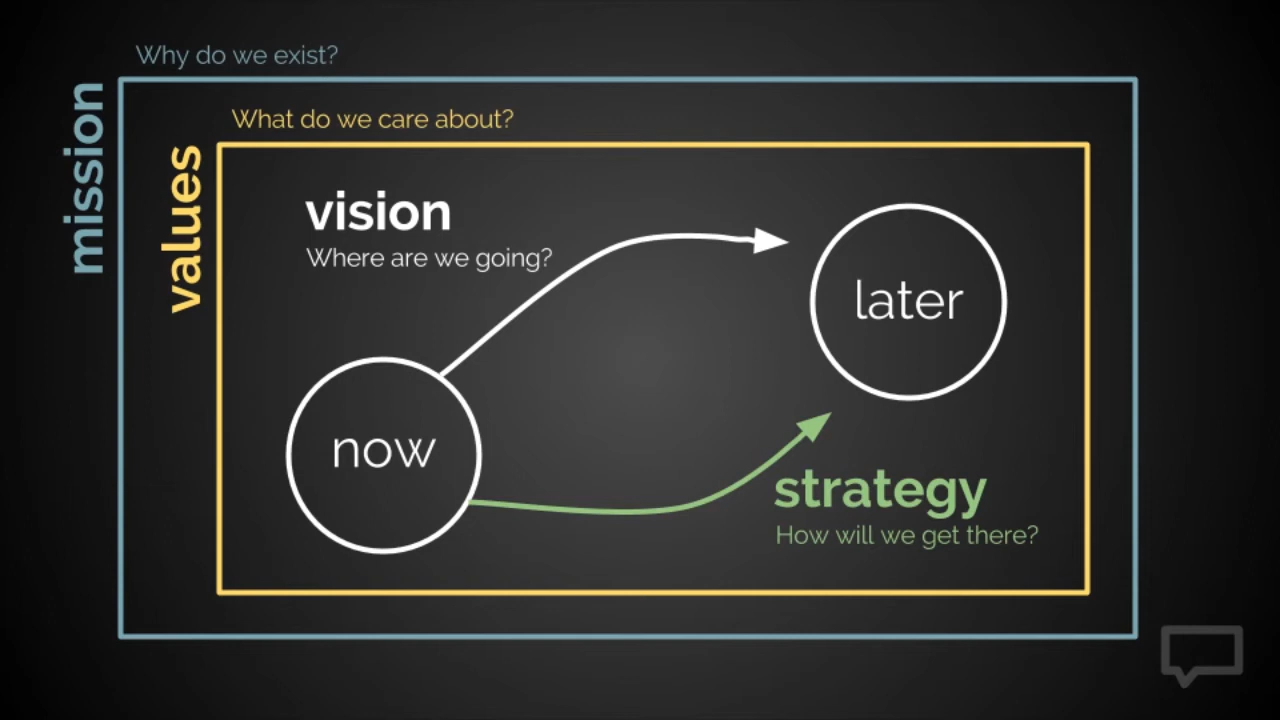 Why do we exist?
mission
What do we care about?
values
vision
Where are we going?
later
now
strategy
How will we get there?